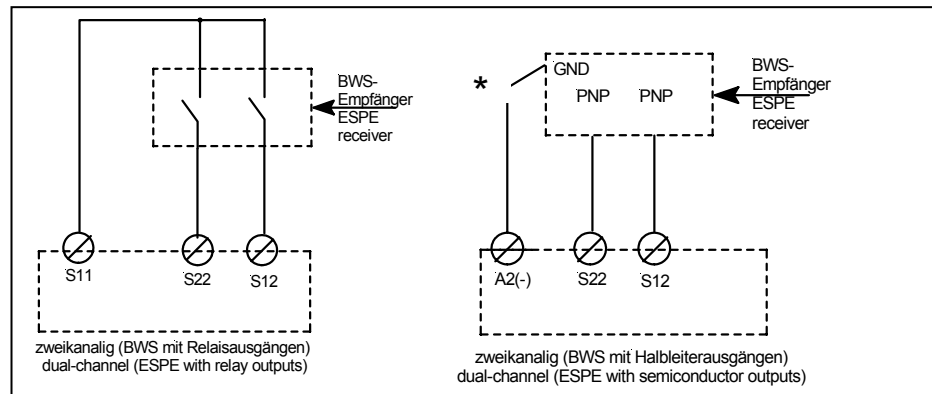 BWS-
Empfänger
ESPE
receiver
S11
S22
S12
zweikanalig (BWS mit Relaisausgängen)
dual-channel (ESPE with relay outputs)
*
GND
PNP PNP
BWS-
Empfänger
ESPE
receiver
A2(-)
S22
S12
zweikanalig (BWS mit Halbleiterausgängen)
dual-channel (ESPE with semiconductor outputs)